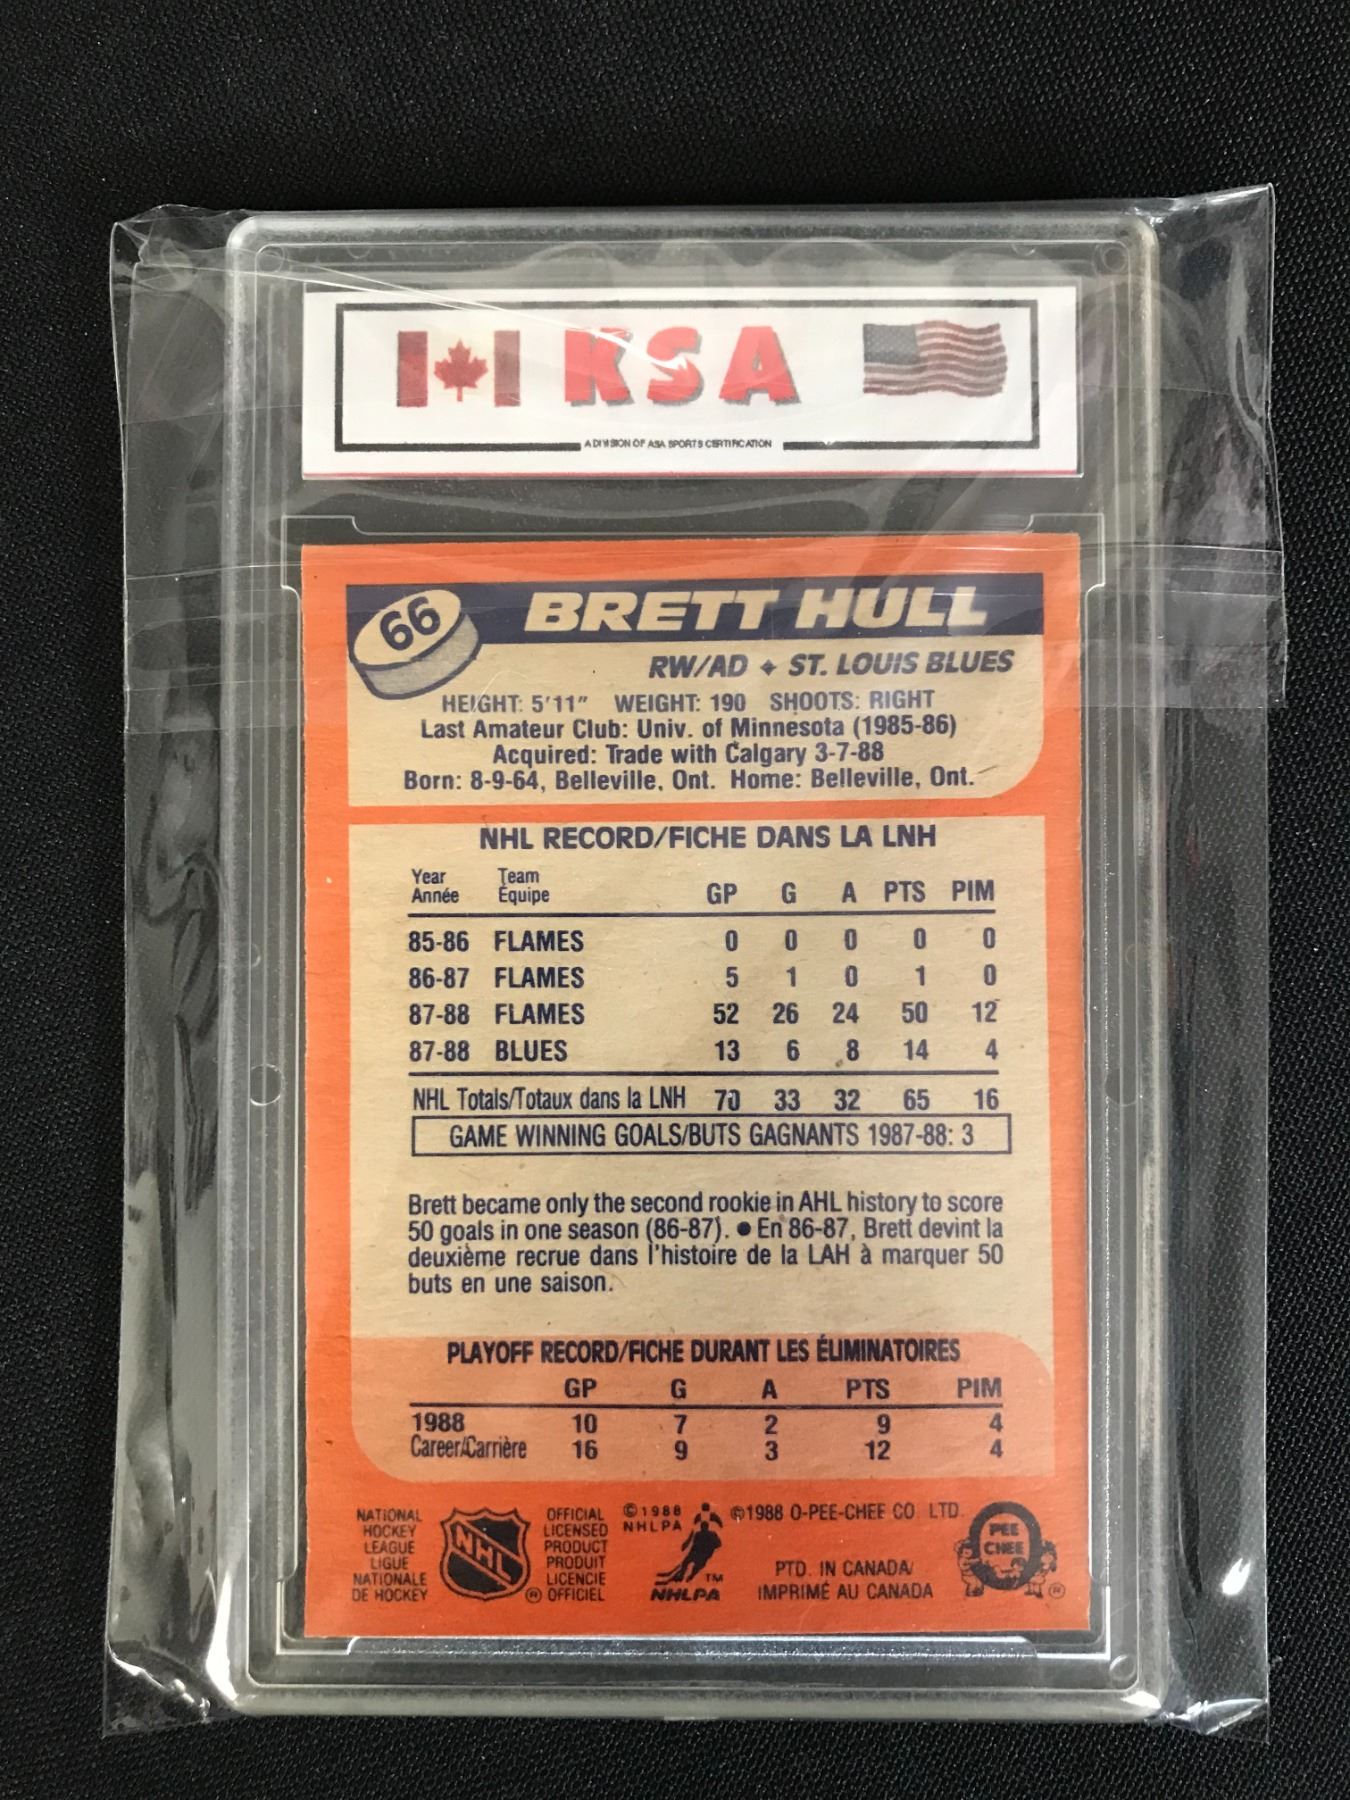 KSA
A DIVISION OF ASA SPORTS CERTIFICATION
66
BRETT HULL
RW/AD ✦ ST. LOUIS BLUES
HEIGHT: 5'11" WEIGHT: 190 SHOOTS: RIGHT
Last Amateur Club: Univ. of Minnesota (1985-86)
Acquired: Trade with Calgary 3-7-88
Born: 8-9-64, Belleville, Ont. Home: Belleville, Ont.
NHL RECORD/FICHE DANS LA LNH
Year Team
Année Équipe GP G A PTS PIM
85-86 FLAMES 0 0 0 0 0
86-87 FLAMES 5 1 0 1 0
87-88 FLAMES 52 26 24 50 12
87-88 BLUES 13 6 8 14 4
NHL Totals/Totaux dans la LNH 70 33 32 65 16
GAME WINNING GOALS/BUTS GAGNANTS 1987-88: 3
Brett became only the second rookie in AHL history to score
50 goals in one season (86-87). ● En 86-87, Brett devint la
deuxième recrue dans l'histoire de la LAH à marquer 50
buts en une saison.
PLAYOFF RECORD/FICHE DURANT LES ÉLIMINATOIRES
GP G A PTS PIM
1988 10 7 2 9 4
Career/Carrière 16 9 3 12 4
NATIONAL
HOCKEY
LEAGUE
LIGUE
NATIONALE
DE HOCKEY
NHL
®
OFFICIAL
LICENSED
PRODUCT
PRODUIT
LICENCIE
OFFICIEL
©1988
NHLPA
TM
NHLPA
©1988 O-PEE-CHEE CO. LTD.
PTD. IN CANADA/
IMPRIMÉ AU CANADA
O
PEE
CHEE
®